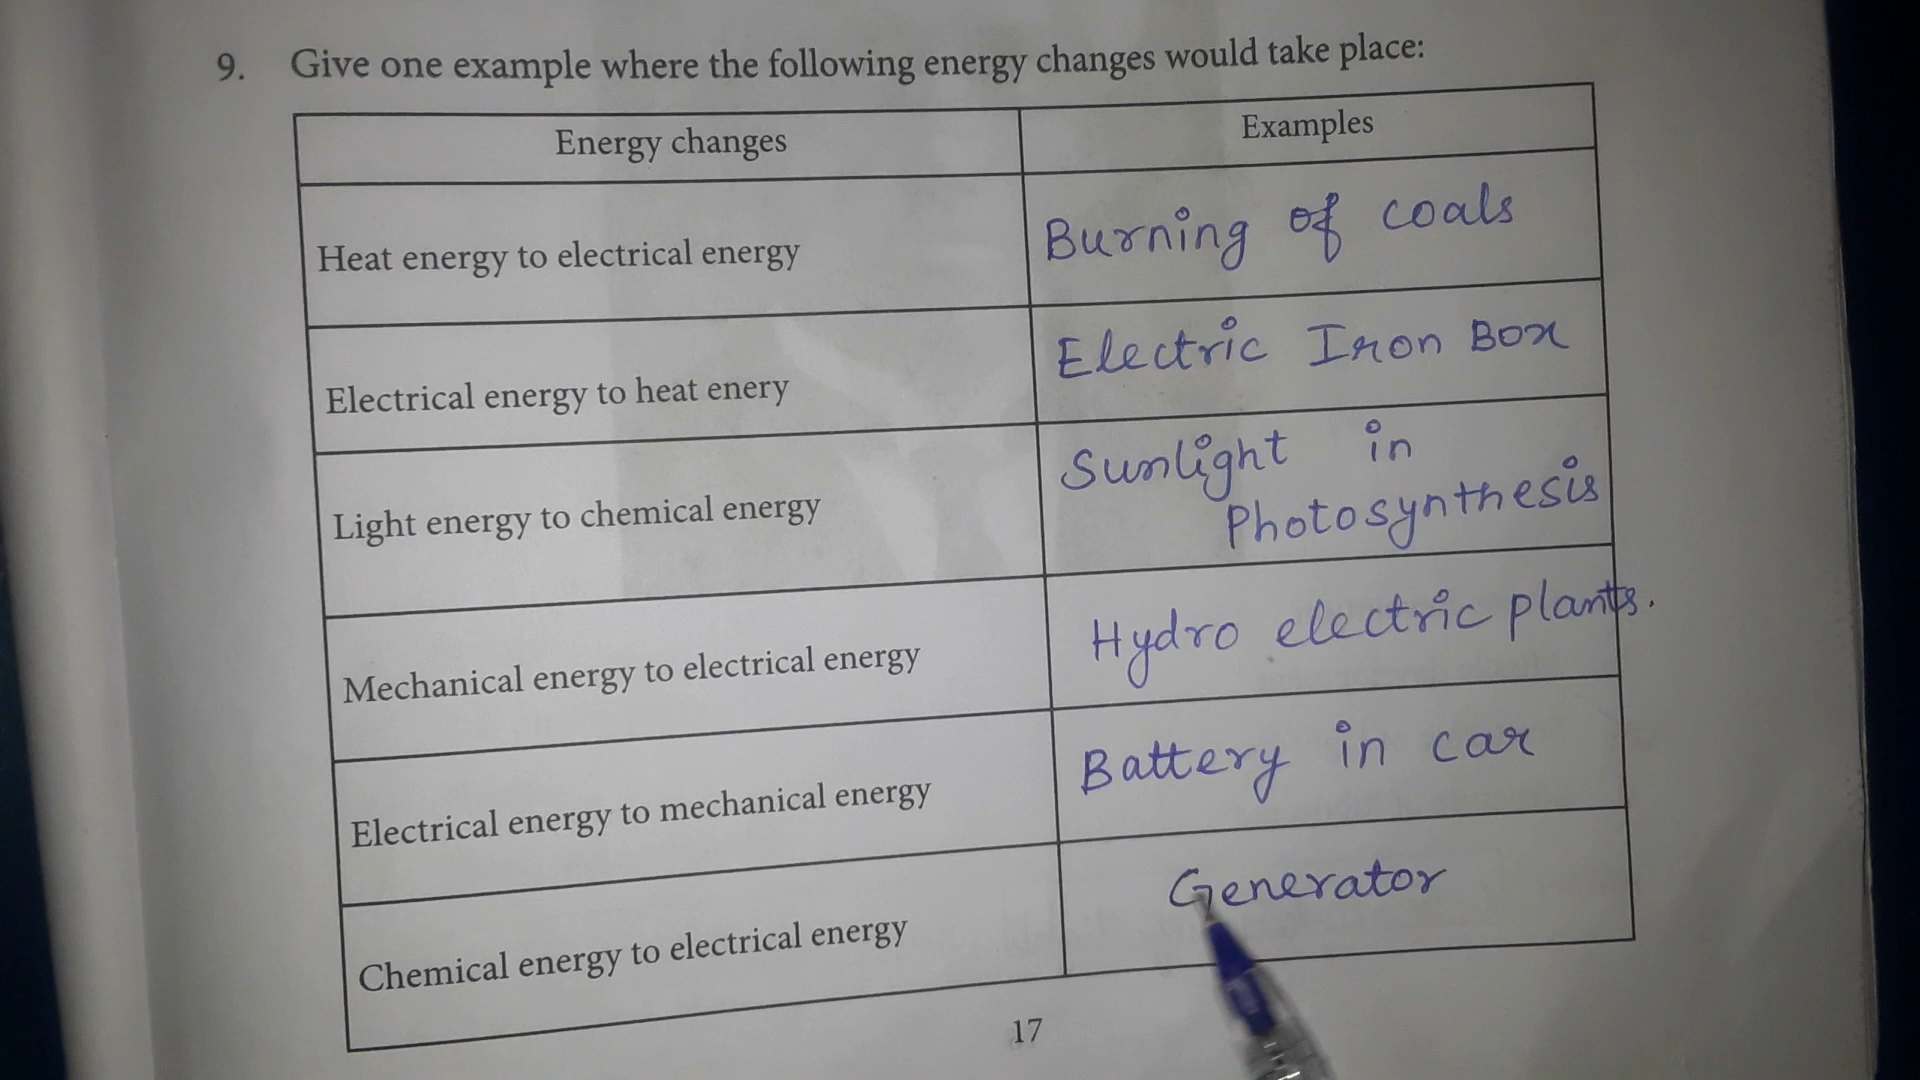 9. Give one example where the following energy changes would take place:
Energy changes Examples
Heat energy to electrical energy Burning of coals
Electrical energy to heat enery Electric Iron Box
Light energy to chemical energy Sunlight in
Photosynthesis
Mechanical energy to electrical energy Hydro electric plants.
Electrical energy to mechanical energy Battery in car
Chemical energy to electrical energy Generator
17